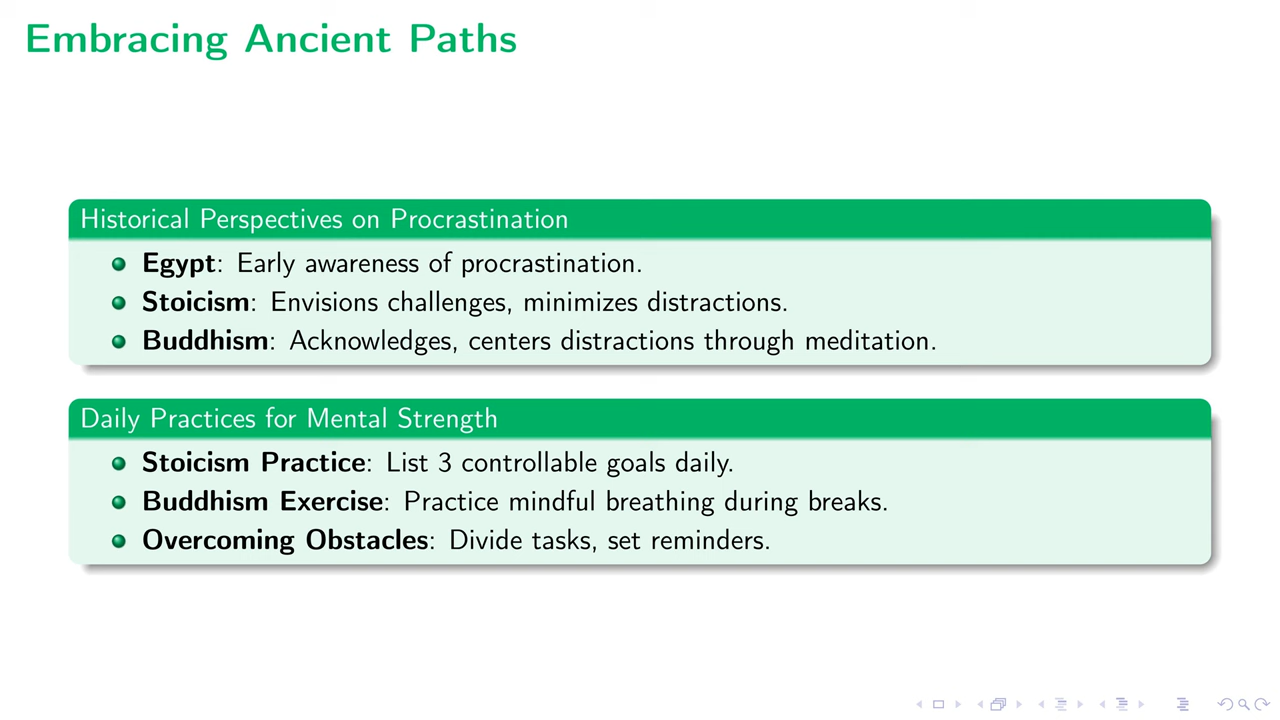 Embracing Ancient Paths
Historical Perspectives on Procrastination
Egypt: Early awareness of procrastination.
Stoicism: Envisions challenges, minimizes distractions.
Buddhism: Acknowledges, centers distractions through meditation.
Daily Practices for Mental Strength
Stoicism Practice: List 3 controllable goals daily.
Buddhism Exercise: Practice mindful breathing during breaks.
Overcoming Obstacles: Divide tasks, set reminders.